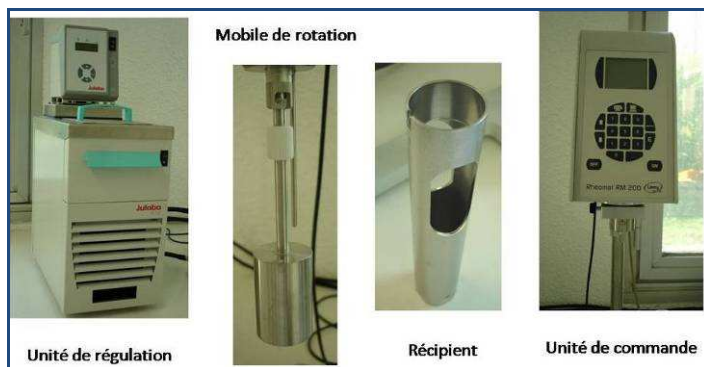 Mobile de rotation
Julabo
Julabo
Rheomat RM 200
Unité de régulation
Récipient
Unité de commande